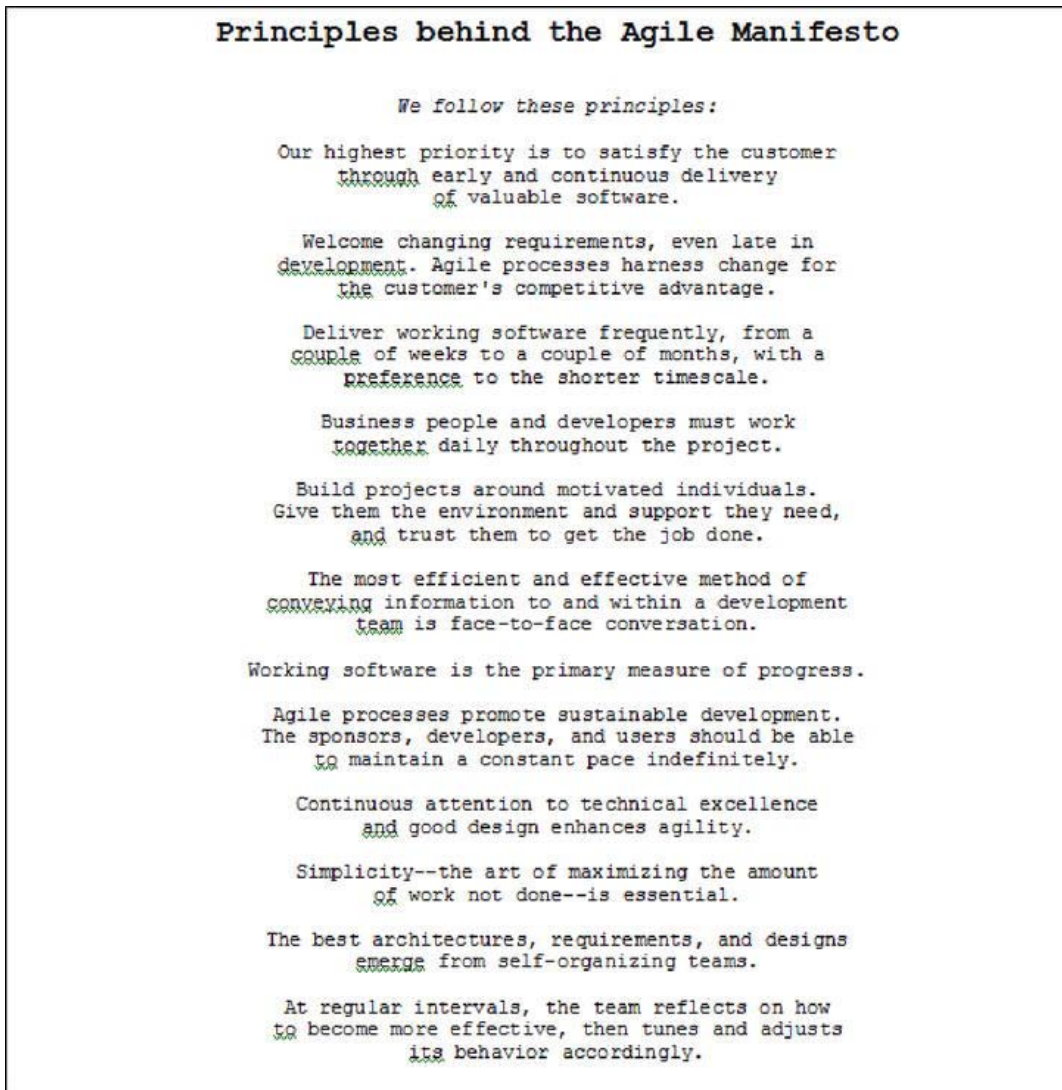 Principles behind the Agile Manifesto
We follow these principles:
Our highest priority is to satisfy the customer
through early and continuous delivery
of valuable software.
Welcome changing requirements, even late in
development. Agile processes harness change for
the customer's competitive advantage.
Deliver working software frequently, from a
couple of weeks to a couple of months, with a
preference to the shorter timescale.
Business people and developers must work
together daily throughout the project.
Build projects around motivated individuals.
Give them the environment and support they need,
and trust them to get the job done.
The most efficient and effective method of
conveying information to and within a development
team is face-to-face conversation.
Working software is the primary measure of progress.
Agile processes promote sustainable development.
The sponsors, developers, and users should be able
to maintain a constant pace indefinitely.
Continuous attention to technical excellence
and good design enhances agility.
Simplicity--the art of maximizing the amount
of work not done--is essential.
The best architectures, requirements, and designs
emerge from self-organizing teams.
At regular intervals, the team reflects on how
to become more effective, then tunes and adjusts
its behavior accordingly.